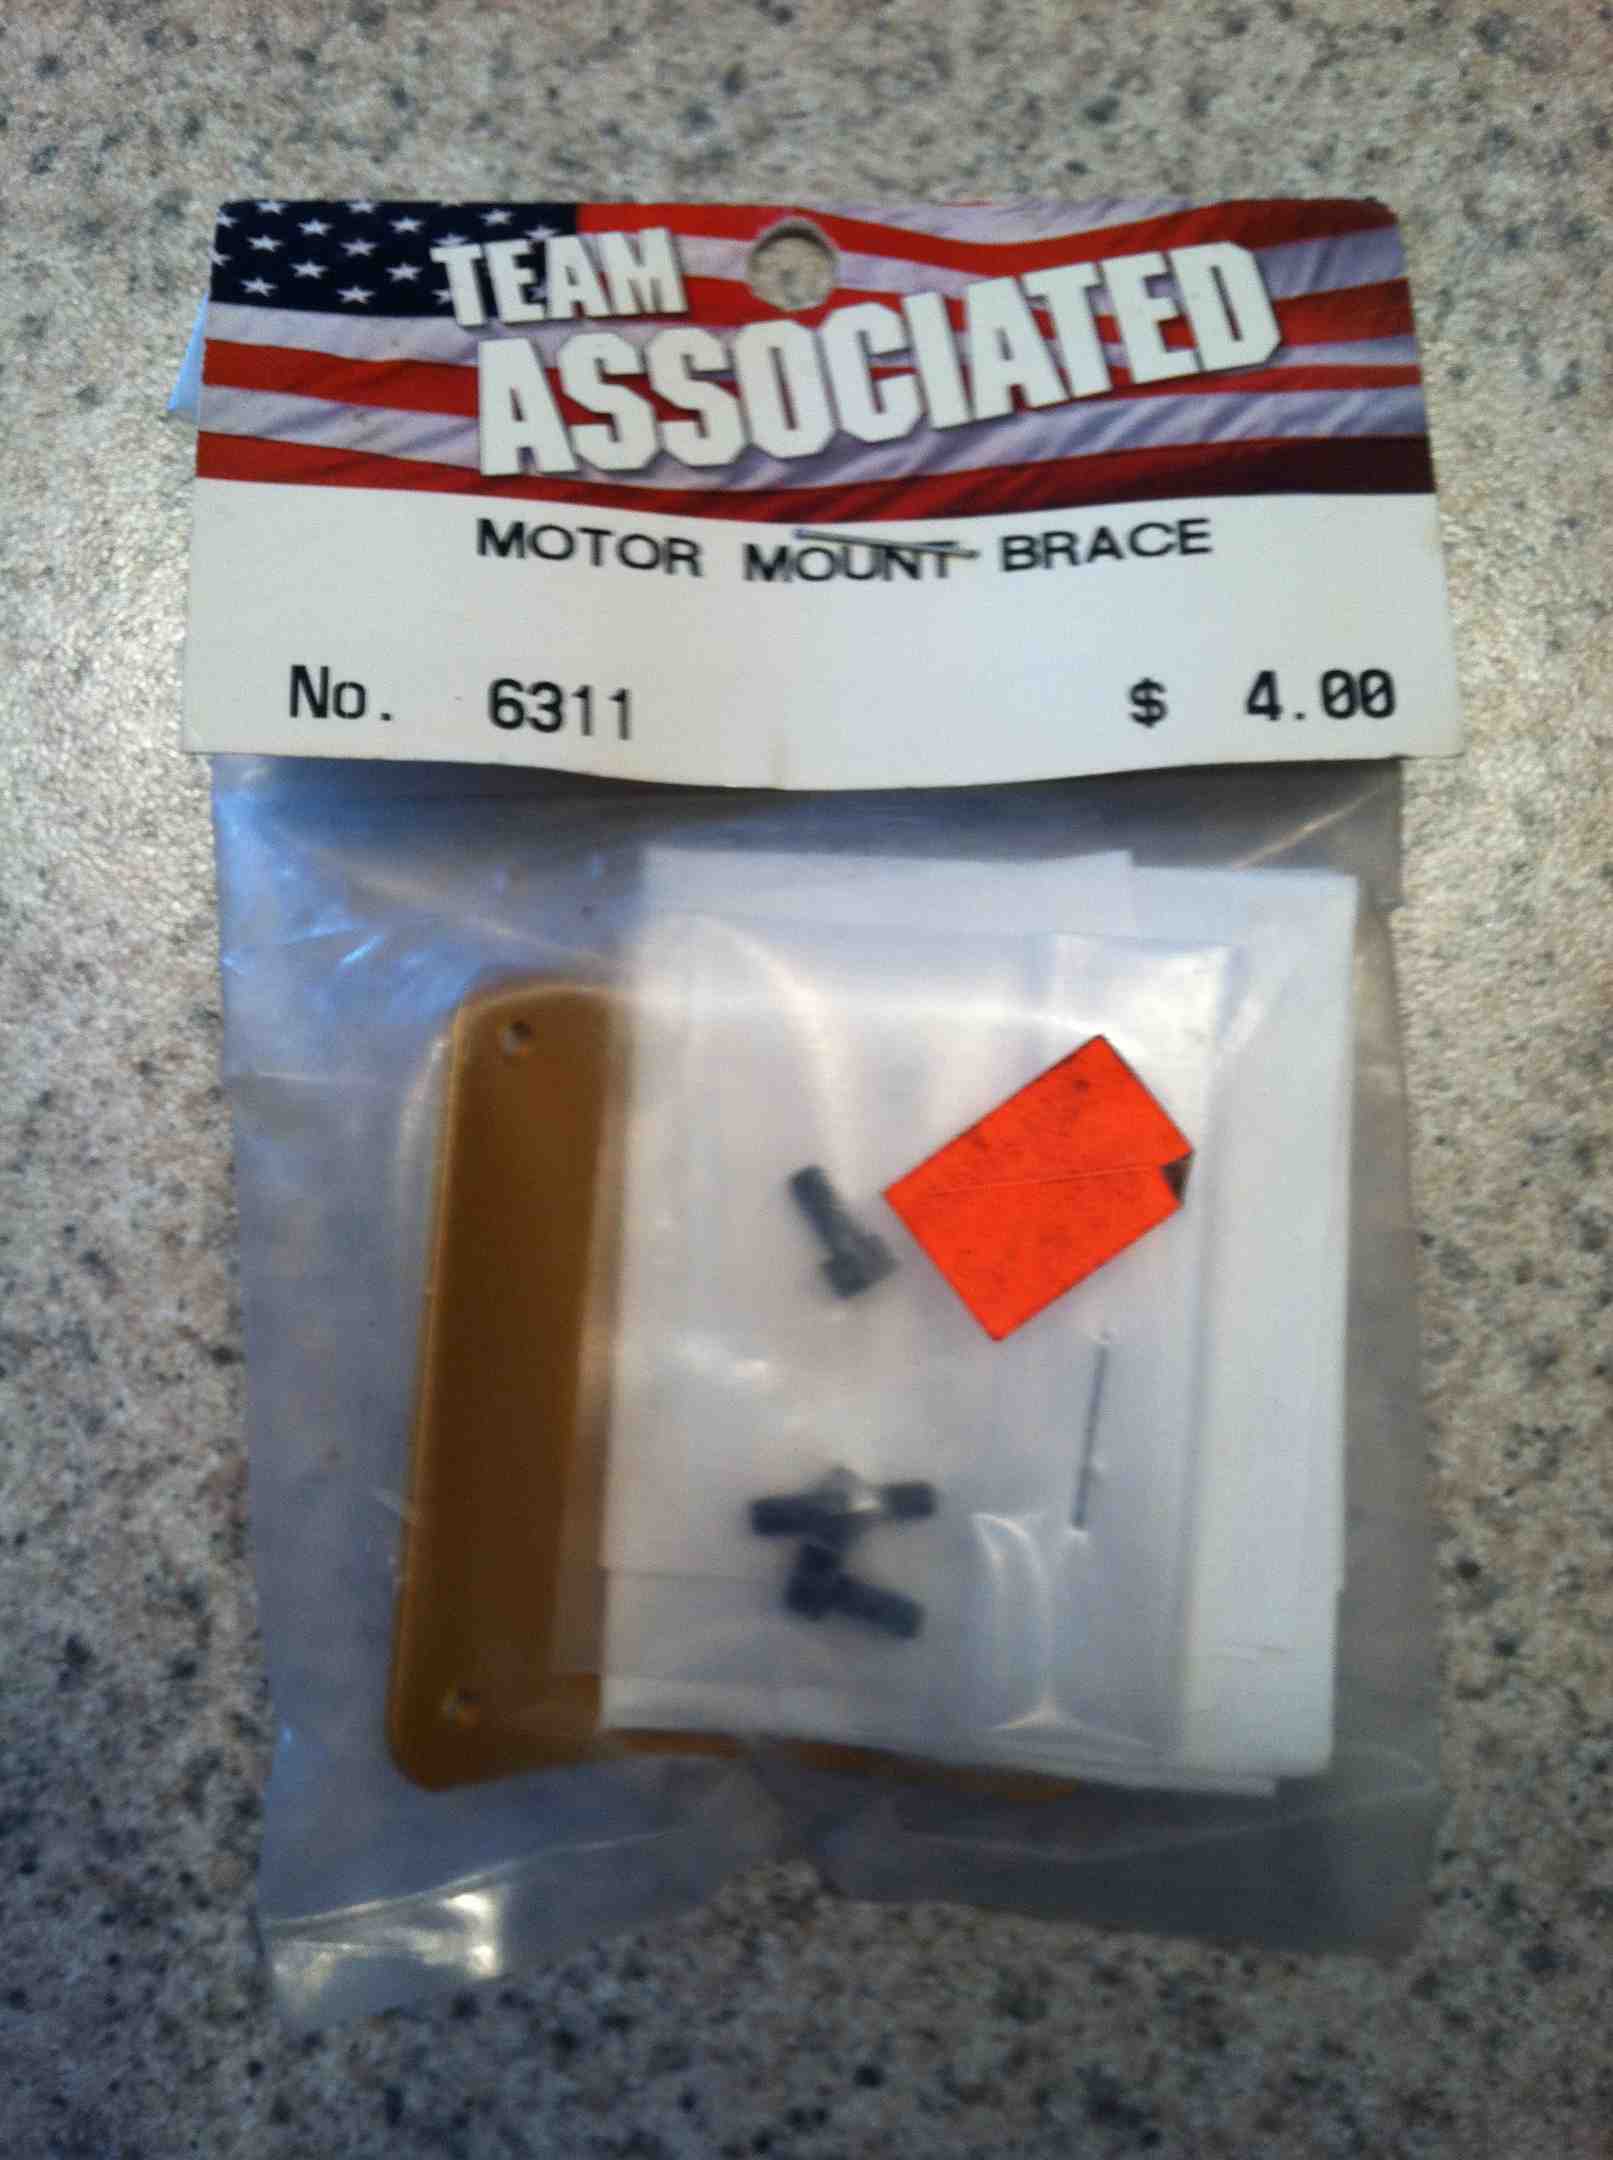 TEAM
ASSOCIATED
MOTOR MOUNT BRACE
No. 6311 $ 4.00